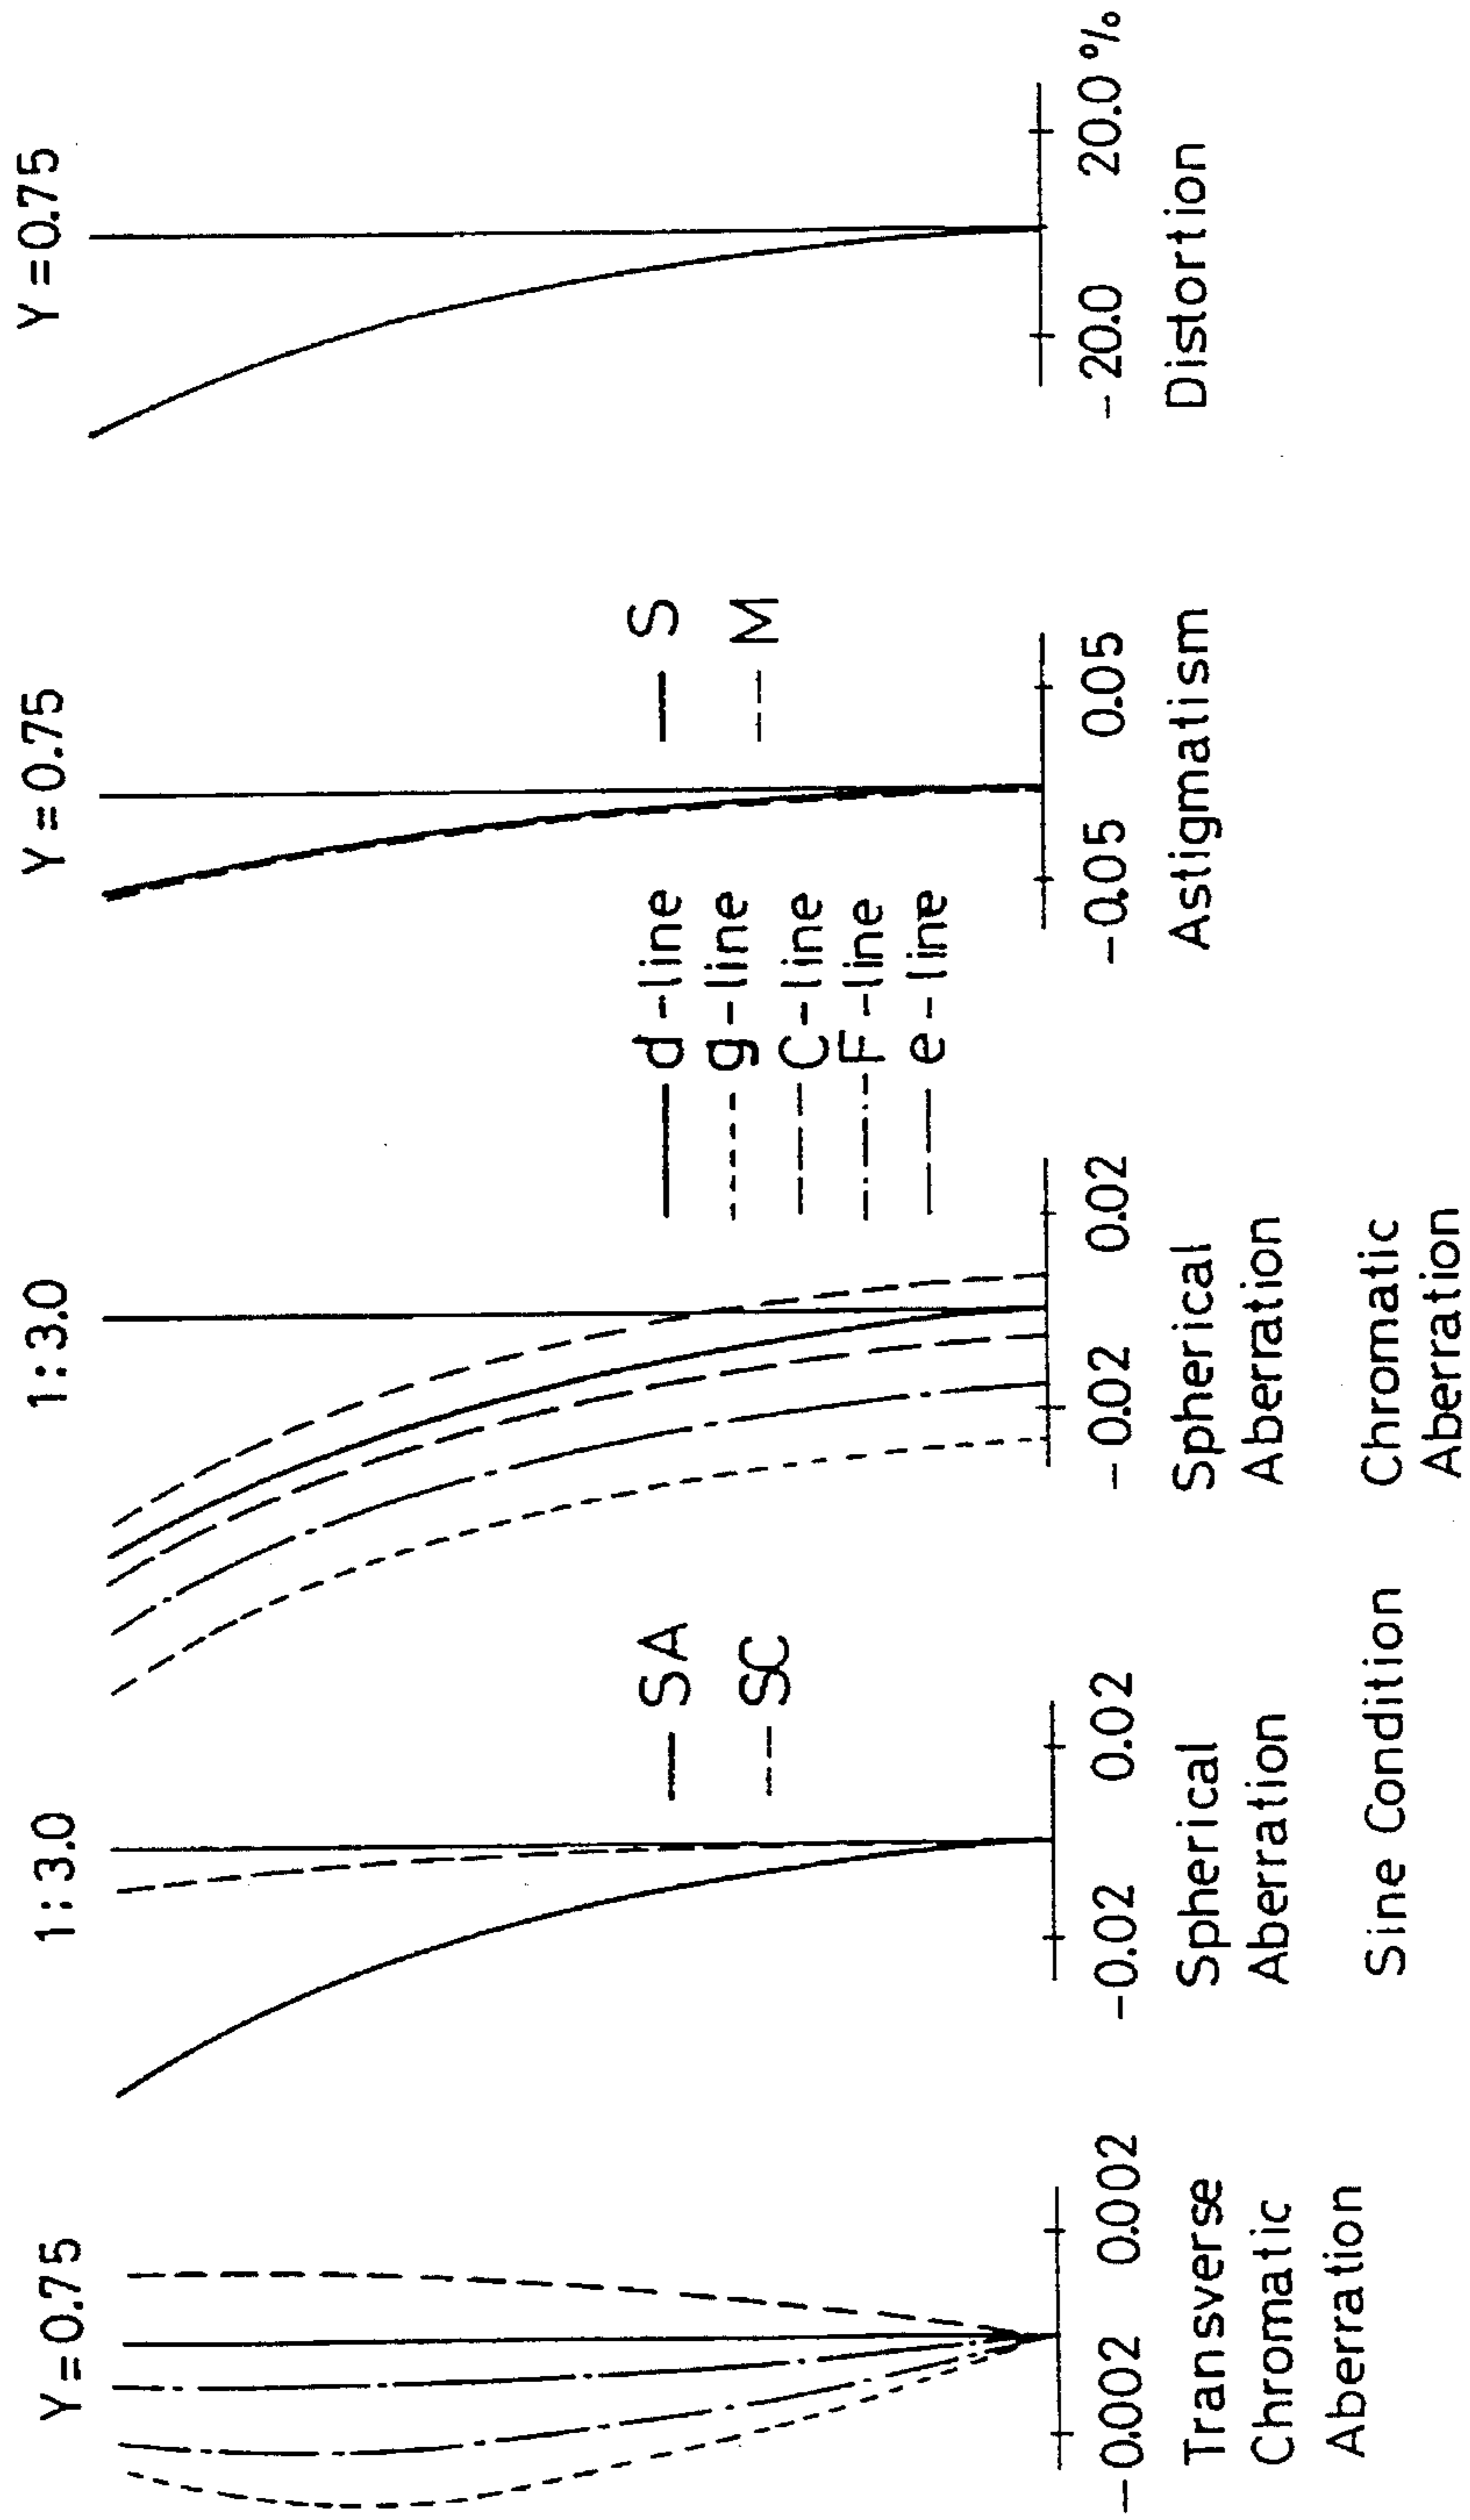 Y = 0.75
-0.002 0.002
Transverse
Chromatic
Aberration
1 : 3.0
SA
SC
-0.02 0.02
Spherical
Aberration
Sine Condition
1 : 3.0
d-line
g-line
C-line
F-line
e-line
-0.02 0.02
Spherical
Aberration
Chromatic
Aberration
Y = 0.75
S
M
-0.05 0.05
Astigmatism
Y = 0.75
-20.0 20.0 %
Distortion